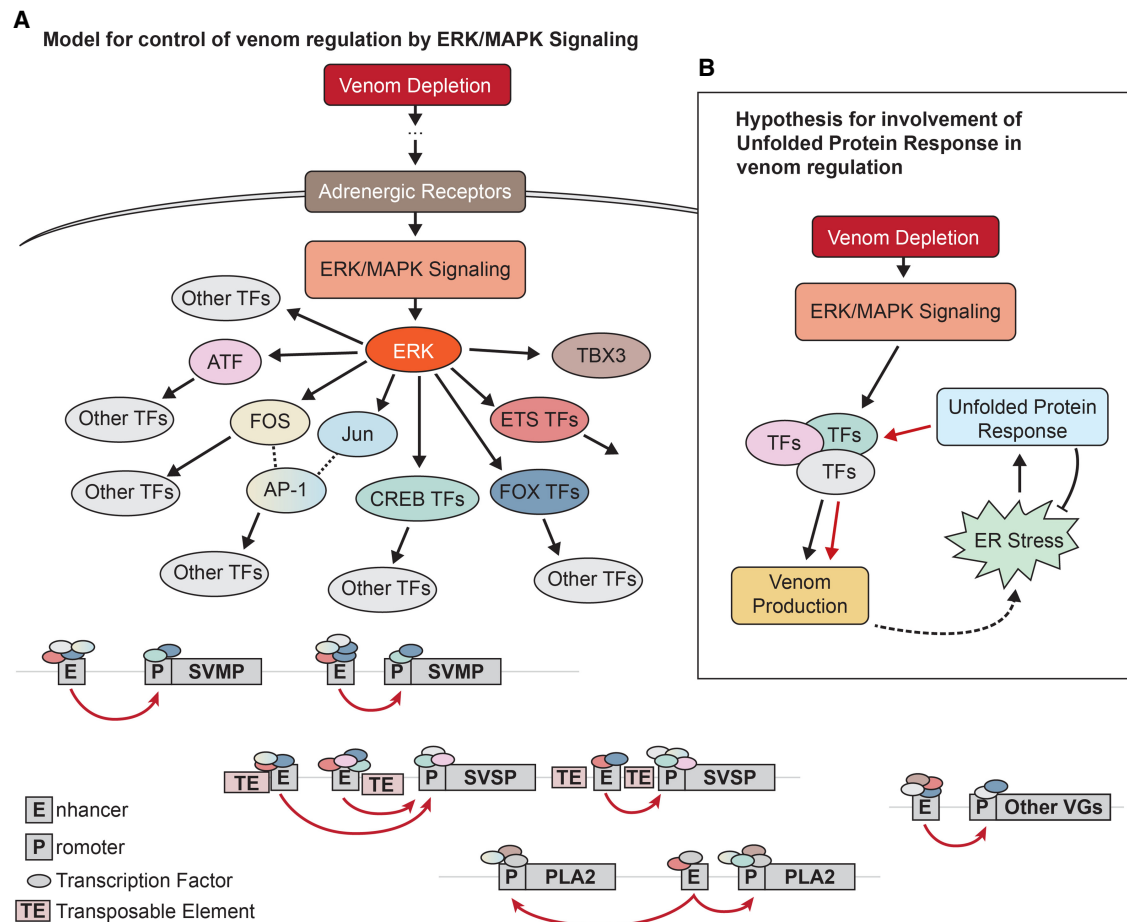 A
Model for control of venom regulation by ERK/MAPK Signaling
Venom Depletion
...
Adrenergic Receptors
ERK/MAPK Signaling
Other TFs
ERK
TBX3
ATF
Other TFs
FOS
Jun
ETS TFs
Other TFs
AP-1
CREB TFs
FOX TFs
Other TFs
Other TFs
Other TFs
B
Hypothesis for involvement of
Unfolded Protein Response in
venom regulation
Venom Depletion
ERK/MAPK Signaling
Unfolded Protein
Response
TFs
TFs
TFs
ER Stress
Venom
Production
E
P
SVMP
E
P
SVMP
TE
E
E
TE
P
SVSP
TE
E
TE
P
SVSP
E
P
Other VGs
P
PLA2
E
P
PLA2
E nhancer
P romoter
Transcription Factor
TE Transposable Element